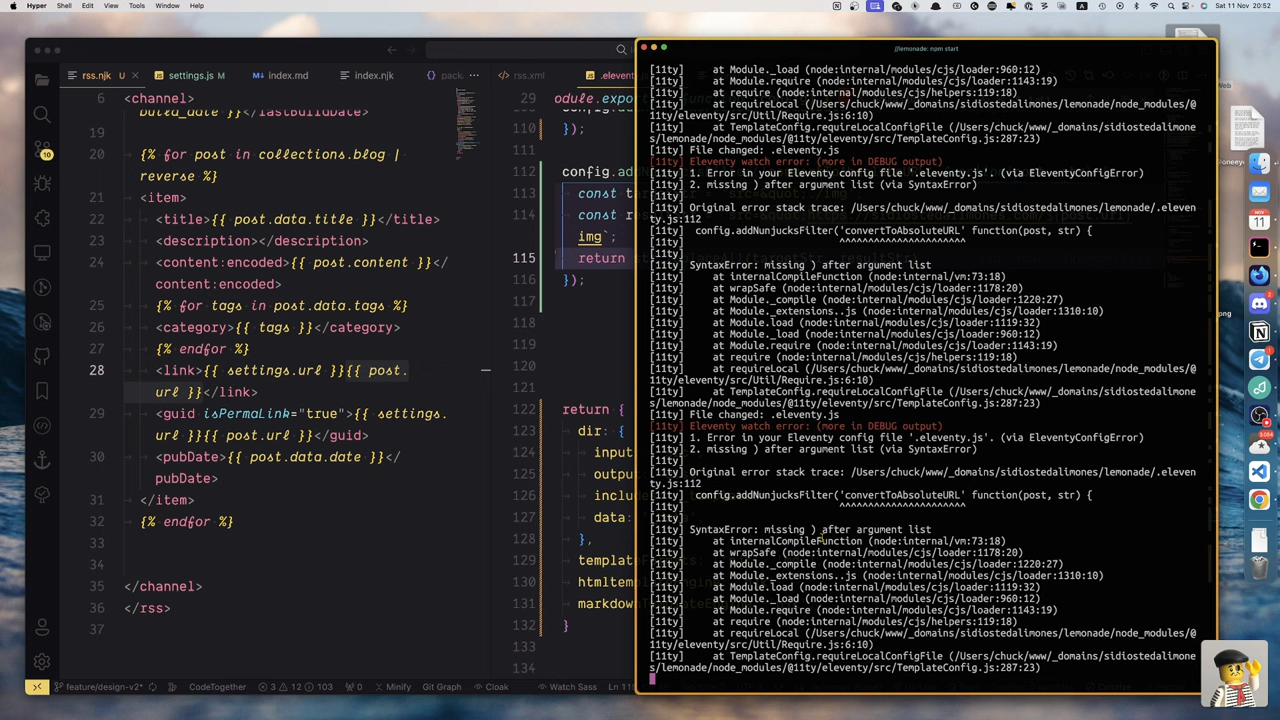 Hyper Shell Edit View Tools Window Help
Sat 11 Nov 20:52
rss.njk U
settings.js M
index.md
index.njk
pack
rss.xml
6 <channel>
19
20 {% for post in collections.blog |
reverse %}
21 <item>
22 <title>{{ post.data.title }}</title>
23 <description></description>
24 <content:encoded>{{ post.content }}</
content:encoded>
25 {% for tags in post.data.tags %}
26 <category>{{ tags }}</category>
27 {% endfor %}
28 <link>{{ settings.url }}{{ post.
url }}</link>
29 <guid isPermaLink="true">{{ settings.
url }}{{ post.url }}</guid>
30 <pubDate>{{ post.data.date }}</
pubDate>
31 </item>
32 {% endfor %}
33
34
35 </channel>
36 </rss>
37
29 odule.expor
110 });
111
112 config.addN
113 const ta
114 const re
img`;
115 return s
116 });
117
118
119
120
121
122 return {
123 dir: {
124 input
125 output
126 include
127 data:
128 },
129 template
130 htmltemp
131 markdown
132 }
133
134
//lemonade: npm start
[11ty] at Module._load (node:internal/modules/cjs/loader:960:12)
[11ty] at Module.require (node:internal/modules/cjs/loader:1143:19)
[11ty] at require (node:internal/modules/cjs/helpers:119:18)
[11ty] at requireLocal (/Users/chuck/www/_domains/sidiostedalimones/lemonade/node_modules/@
11ty/eleventy/src/Util/Require.js:6:10)
[11ty] at TemplateConfig.requireLocalConfigFile (/Users/chuck/www/_domains/sidiostedalimone
s/lemonade/node_modules/@11ty/eleventy/src/TemplateConfig.js:287:23)
[11ty] File changed: .eleventy.js
[11ty] Eleventy watch error: (more in DEBUG output)
[11ty] 1. Error in your Eleventy config file '.eleventy.js'. (via EleventyConfigError)
[11ty] 2. missing ) after argument list (via SyntaxError)
[11ty]
[11ty] Original error stack trace: /Users/chuck/www/_domains/sidiostedalimones/lemonade/.eleven
ty.js:112
[11ty] config.addNunjucksFilter('convertToAbsoluteURL' function(post, str) {
[11ty] ^^^^^^^^^^^^^^^^^^^^^^
[11ty]
[11ty] SyntaxError: missing ) after argument list
[11ty] at internalCompileFunction (node:internal/vm:73:18)
[11ty] at wrapSafe (node:internal/modules/cjs/loader:1178:20)
[11ty] at Module._compile (node:internal/modules/cjs/loader:1220:27)
[11ty] at Module._extensions..js (node:internal/modules/cjs/loader:1310:10)
[11ty] at Module.load (node:internal/modules/cjs/loader:1119:32)
[11ty] at Module._load (node:internal/modules/cjs/loader:960:12)
[11ty] at Module.require (node:internal/modules/cjs/loader:1143:19)
[11ty] at require (node:internal/modules/cjs/helpers:119:18)
[11ty] at requireLocal (/Users/chuck/www/_domains/sidiostedalimones/lemonade/node_modules/@
11ty/eleventy/src/Util/Require.js:6:10)
[11ty] at TemplateConfig.requireLocalConfigFile (/Users/chuck/www/_domains/sidiostedalimone
s/lemonade/node_modules/@11ty/eleventy/src/TemplateConfig.js:287:23)
[11ty] File changed: .eleventy.js
[11ty] Eleventy watch error: (more in DEBUG output)
[11ty] 1. Error in your Eleventy config file '.eleventy.js'. (via EleventyConfigError)
[11ty] 2. missing ) after argument list (via SyntaxError)
[11ty]
[11ty] Original error stack trace: /Users/chuck/www/_domains/sidiostedalimones/lemonade/.eleven
ty.js:112
[11ty] config.addNunjucksFilter('convertToAbsoluteURL' function(post, str) {
[11ty] ^^^^^^^^^^^^^^^^^^^^^^
[11ty]
[11ty] SyntaxError: missing ) after argument list
[11ty] at internalCompileFunction (node:internal/vm:73:18)
[11ty] at wrapSafe (node:internal/modules/cjs/loader:1178:20)
[11ty] at Module._compile (node:internal/modules/cjs/loader:1220:27)
[11ty] at Module._extensions..js (node:internal/modules/cjs/loader:1310:10)
[11ty] at Module.load (node:internal/modules/cjs/loader:1119:32)
[11ty] at Module._load (node:internal/modules/cjs/loader:960:12)
[11ty] at Module.require (node:internal/modules/cjs/loader:1143:19)
[11ty] at require (node:internal/modules/cjs/helpers:119:18)
[11ty] at requireLocal (/Users/chuck/www/_domains/sidiostedalimones/lemonade/node_modules/@
11ty/eleventy/src/Util/Require.js:6:10)
[11ty] at TemplateConfig.requireLocalConfigFile (/Users/chuck/www/_domains/sidiostedalimone
s/lemonade/node_modules/@11ty/eleventy/src/TemplateConfig.js:287:23)
feature/design-v2* CodeTogether 3 12 103 0 Minify Git Graph Cloak Watch Sass